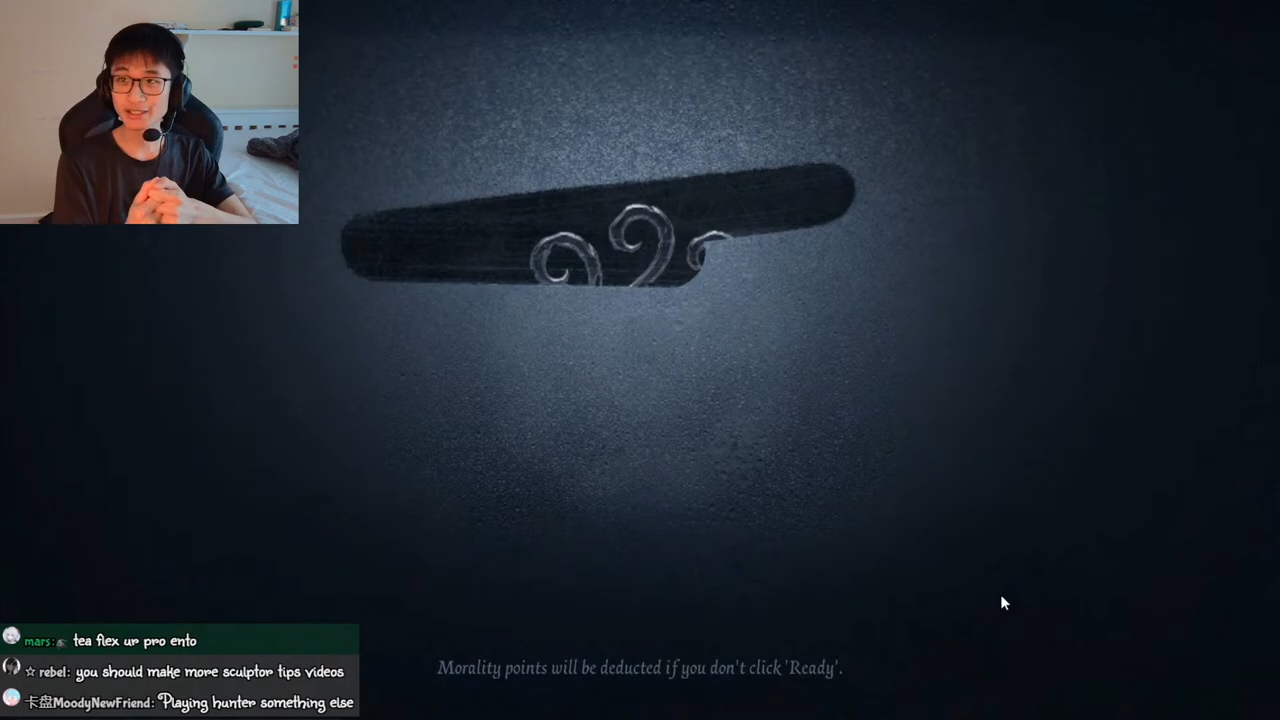 Morality points will be deducted if you don't click 'Ready'.
mars: tea flex ur pro ento
☆ rebel: you should make more sculptor tips videos
卡盘MoodyNewFriend: Playing hunter something else